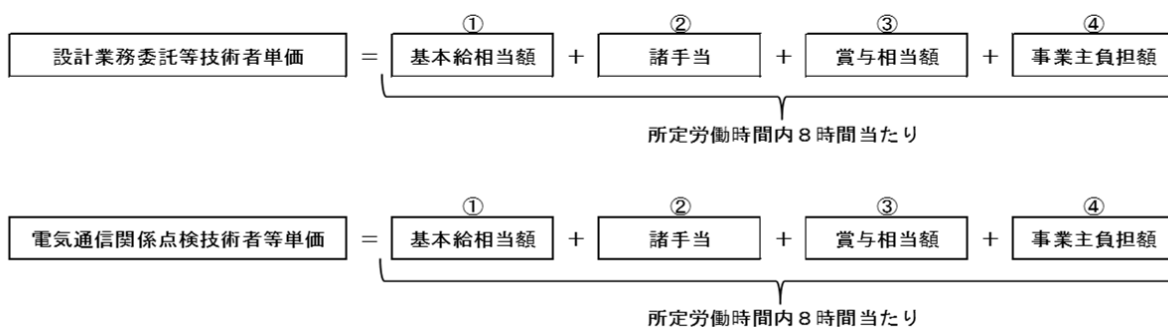 ① ② ③ ④
設計業務委託等技術者単価 = 基本給相当額 + 諸手当 + 賞与相当額 + 事業主負担額
所定労働時間内8時間当たり
① ② ③ ④
電気通信関係点検技術者等単価 = 基本給相当額 + 諸手当 + 賞与相当額 + 事業主負担額
所定労働時間内8時間当たり